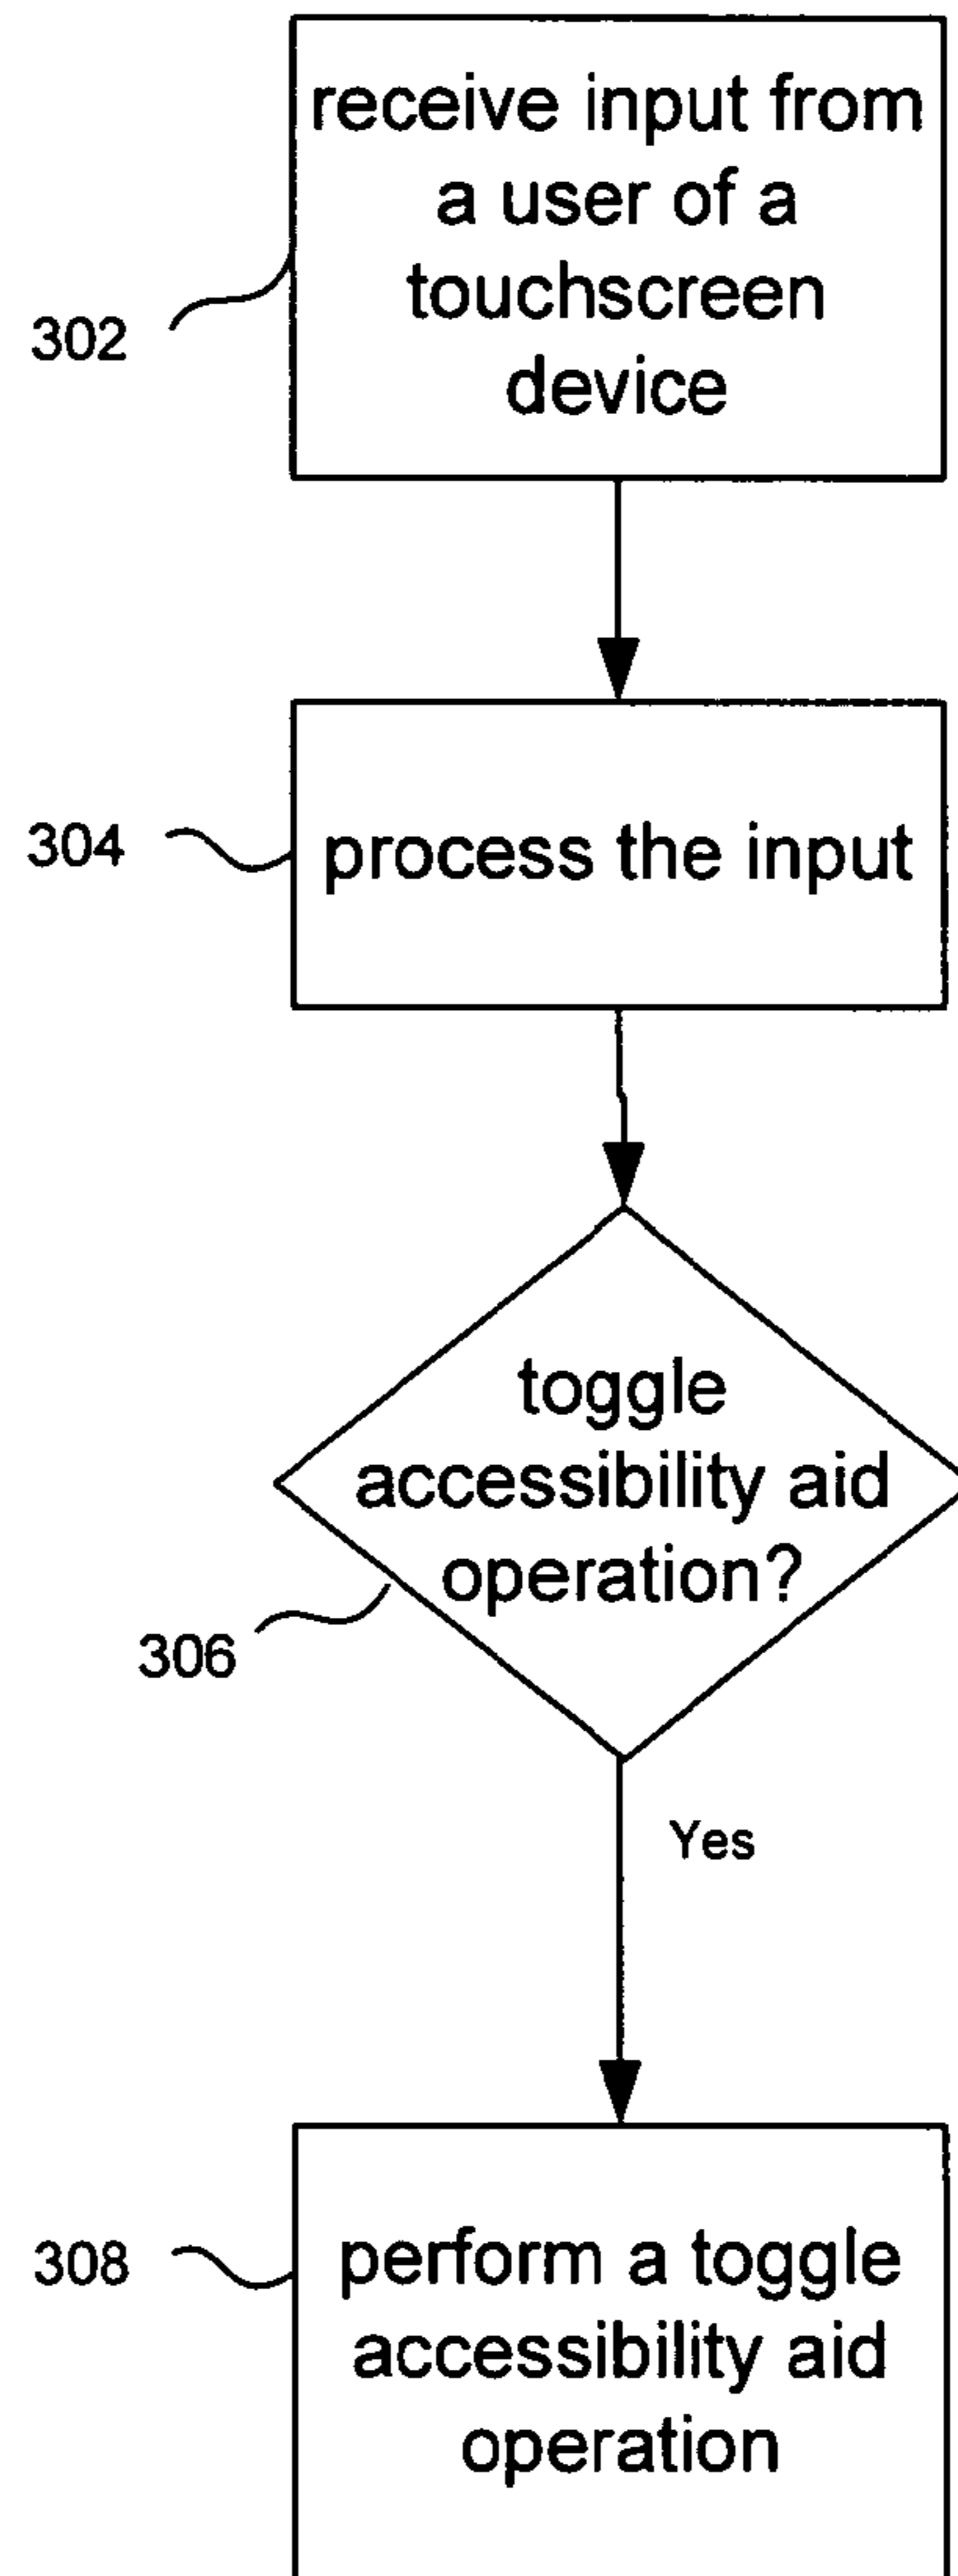 receive input from
a user of a
touchscreen
device
302
304
process the input
toggle
accessibility aid
operation?
306
Yes
308
perform a toggle
accessibility aid
operation